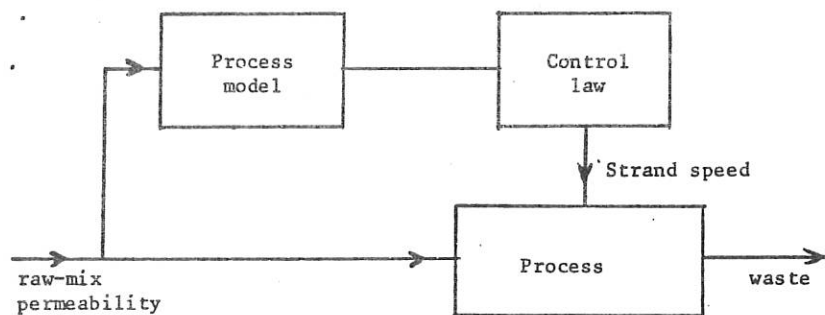 Process
model
Control
law
Strand speed
Process
raw-mix
permeability
waste